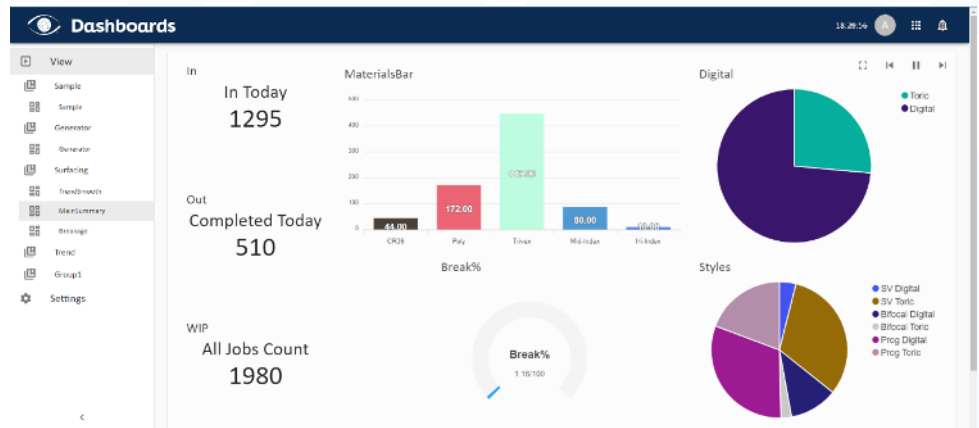 Dashboards
18:29:56
A
View
Sample
Sample
Generator
Generator
Surfacing
TrendSmooth
MainSummary
Breakage
Trend
Group1
Settings
In
In Today
1295
Out
Completed Today
510
WIP
All Jobs Count
1980
MaterialsBar
500
400
300
200
100
0
44.00
172.00
447.00
CR39
Poly
Trivex
Mid-Index
Hi-Index
Break%
Break%
1.16/100
Digital
Toric
Digital
Styles
SV Digital
SV Toric
Bifocal Digital
Bifocal Toric
Prog Digital
Prog Toric